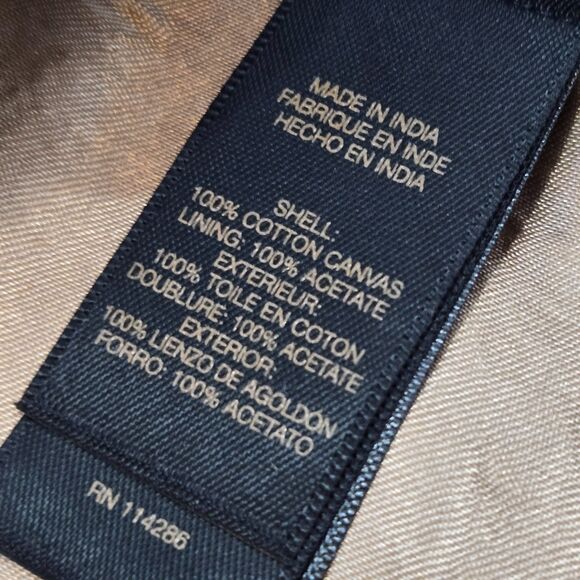 MADE IN INDIA
FABRIQUE EN INDE
HECHO EN INDIA
SHELL:
100% COTTON CANVAS
LINING: 100% ACETATE
EXTERIEUR:
100% TOILE EN COTON
DOUBLURE: 100% ACETATE
EXTERIOR:
100% LIENZO DE AGOLDÓN
FORRO: 100% ACETATO
RN 114286